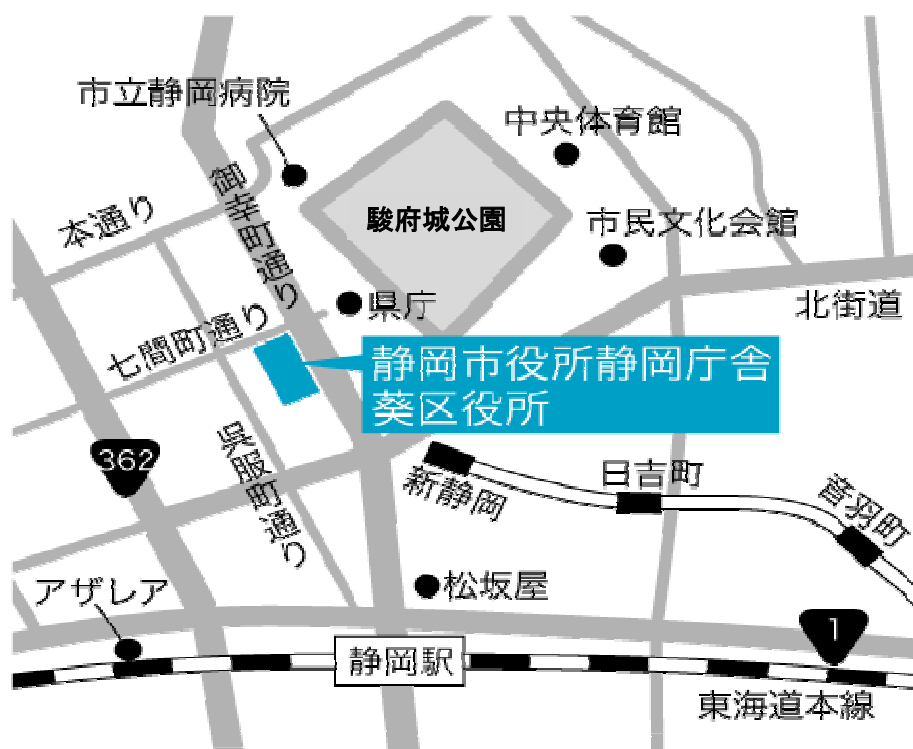 市立静岡病院
中央体育館
御幸町通り
本通り
駿府城公園
市民文化会館
県庁
北街道
七間町通り
静岡市役所静岡庁舎
葵区役所
362
呉服町通り
新静岡
日吉町
音羽町
アザレア
松坂屋
1
静岡駅
東海道本線